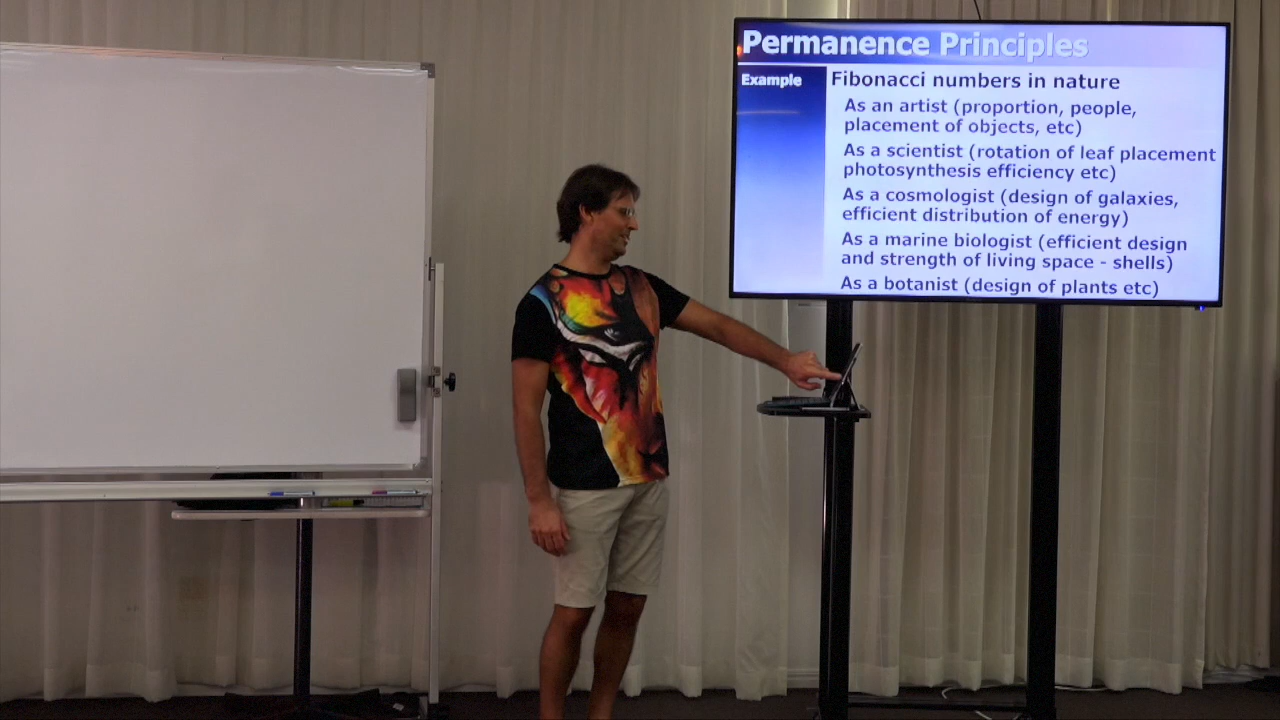 Permanence Principles
Example
Fibonacci numbers in nature
As an artist (proportion, people,
placement of objects, etc)
As a scientist (rotation of leaf placement
photosynthesis efficiency etc)
As a cosmologist (design of galaxies,
efficient distribution of energy)
As a marine biologist (efficient design
and strength of living space - shells)
As a botanist (design of plants etc)